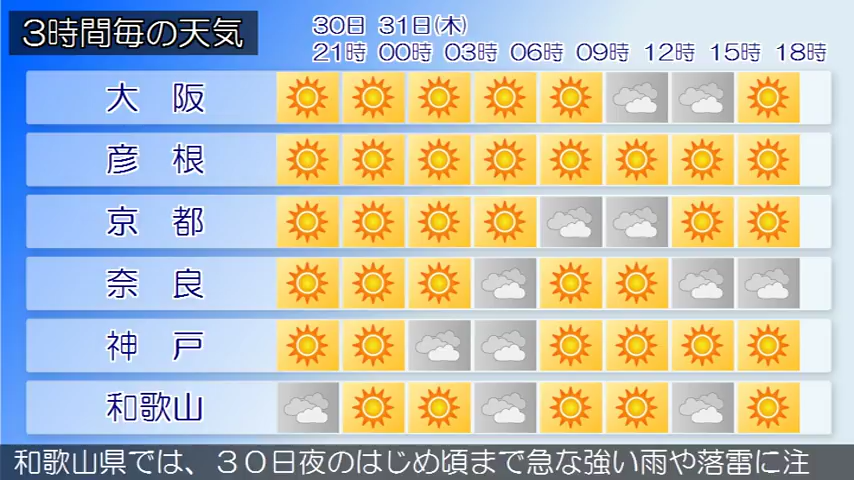 3時間毎の天気
30日 31日(木)
21時 00時 03時 06時 09時 12時 15時 18時
大 阪
彦 根
京 都
奈 良
神 戸
和歌山
和歌山県では、30日夜のはじめ頃まで急な強い雨や落雷に注